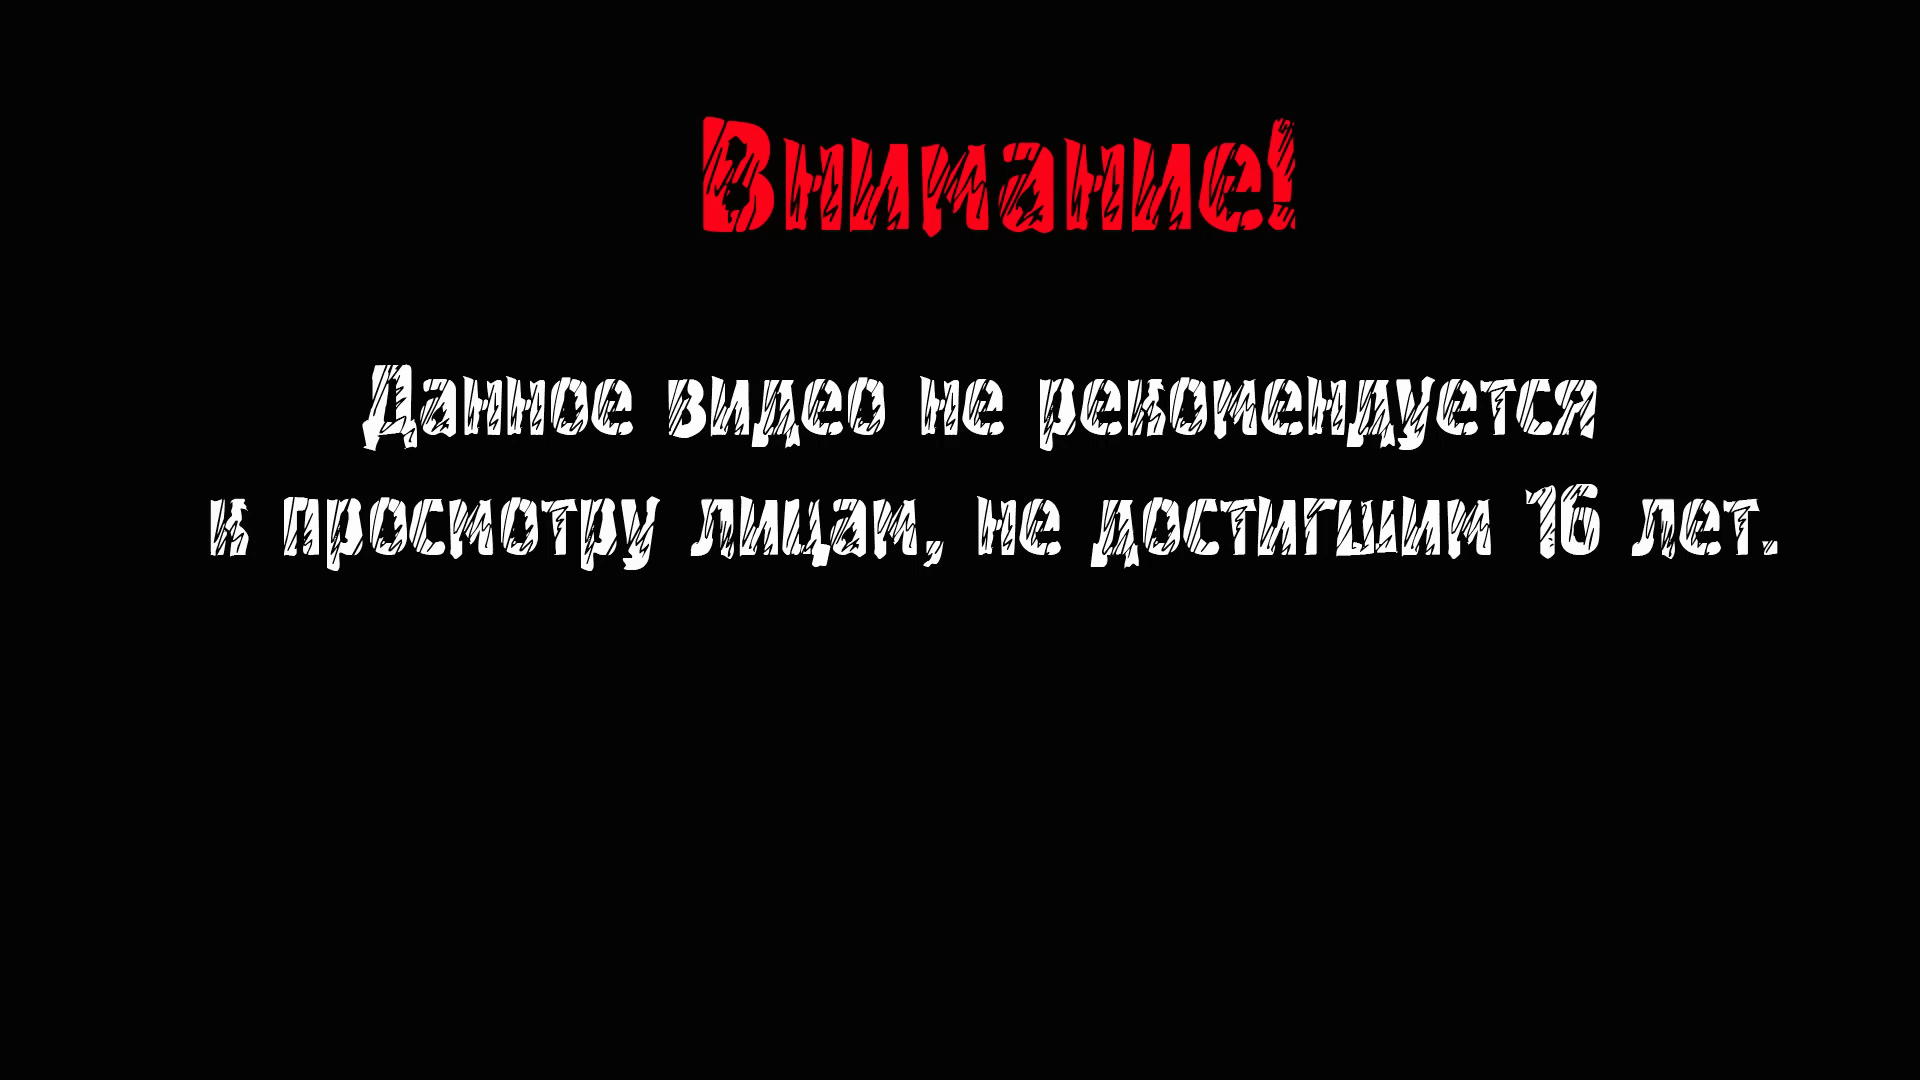 Внимание!
Данное видео не рекомендуется
к просмотру лицам, не достигшим 16 лет.